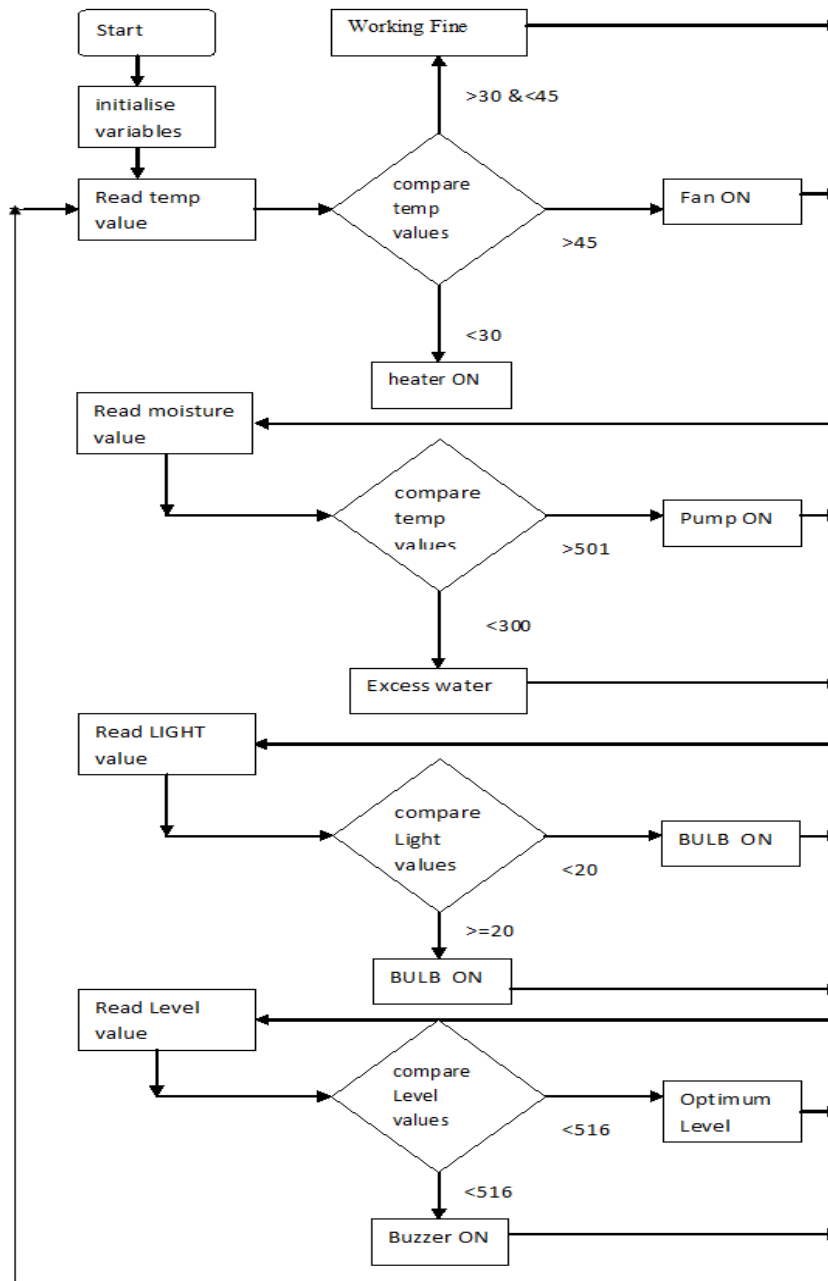 Start
Working Fine
>30 &<45
initialise
variables
Read temp
value
compare
temp
values
Fan ON
>45
<30
heater ON
Read moisture
value
compare
temp
values
Pump ON
>501
<300
Excess water
Read LIGHT
value
compare
Light
values
BULB ON
<20
>=20
BULB ON
Read Level
value
compare
Level
values
Optimum
Level
<516
<516
Buzzer ON